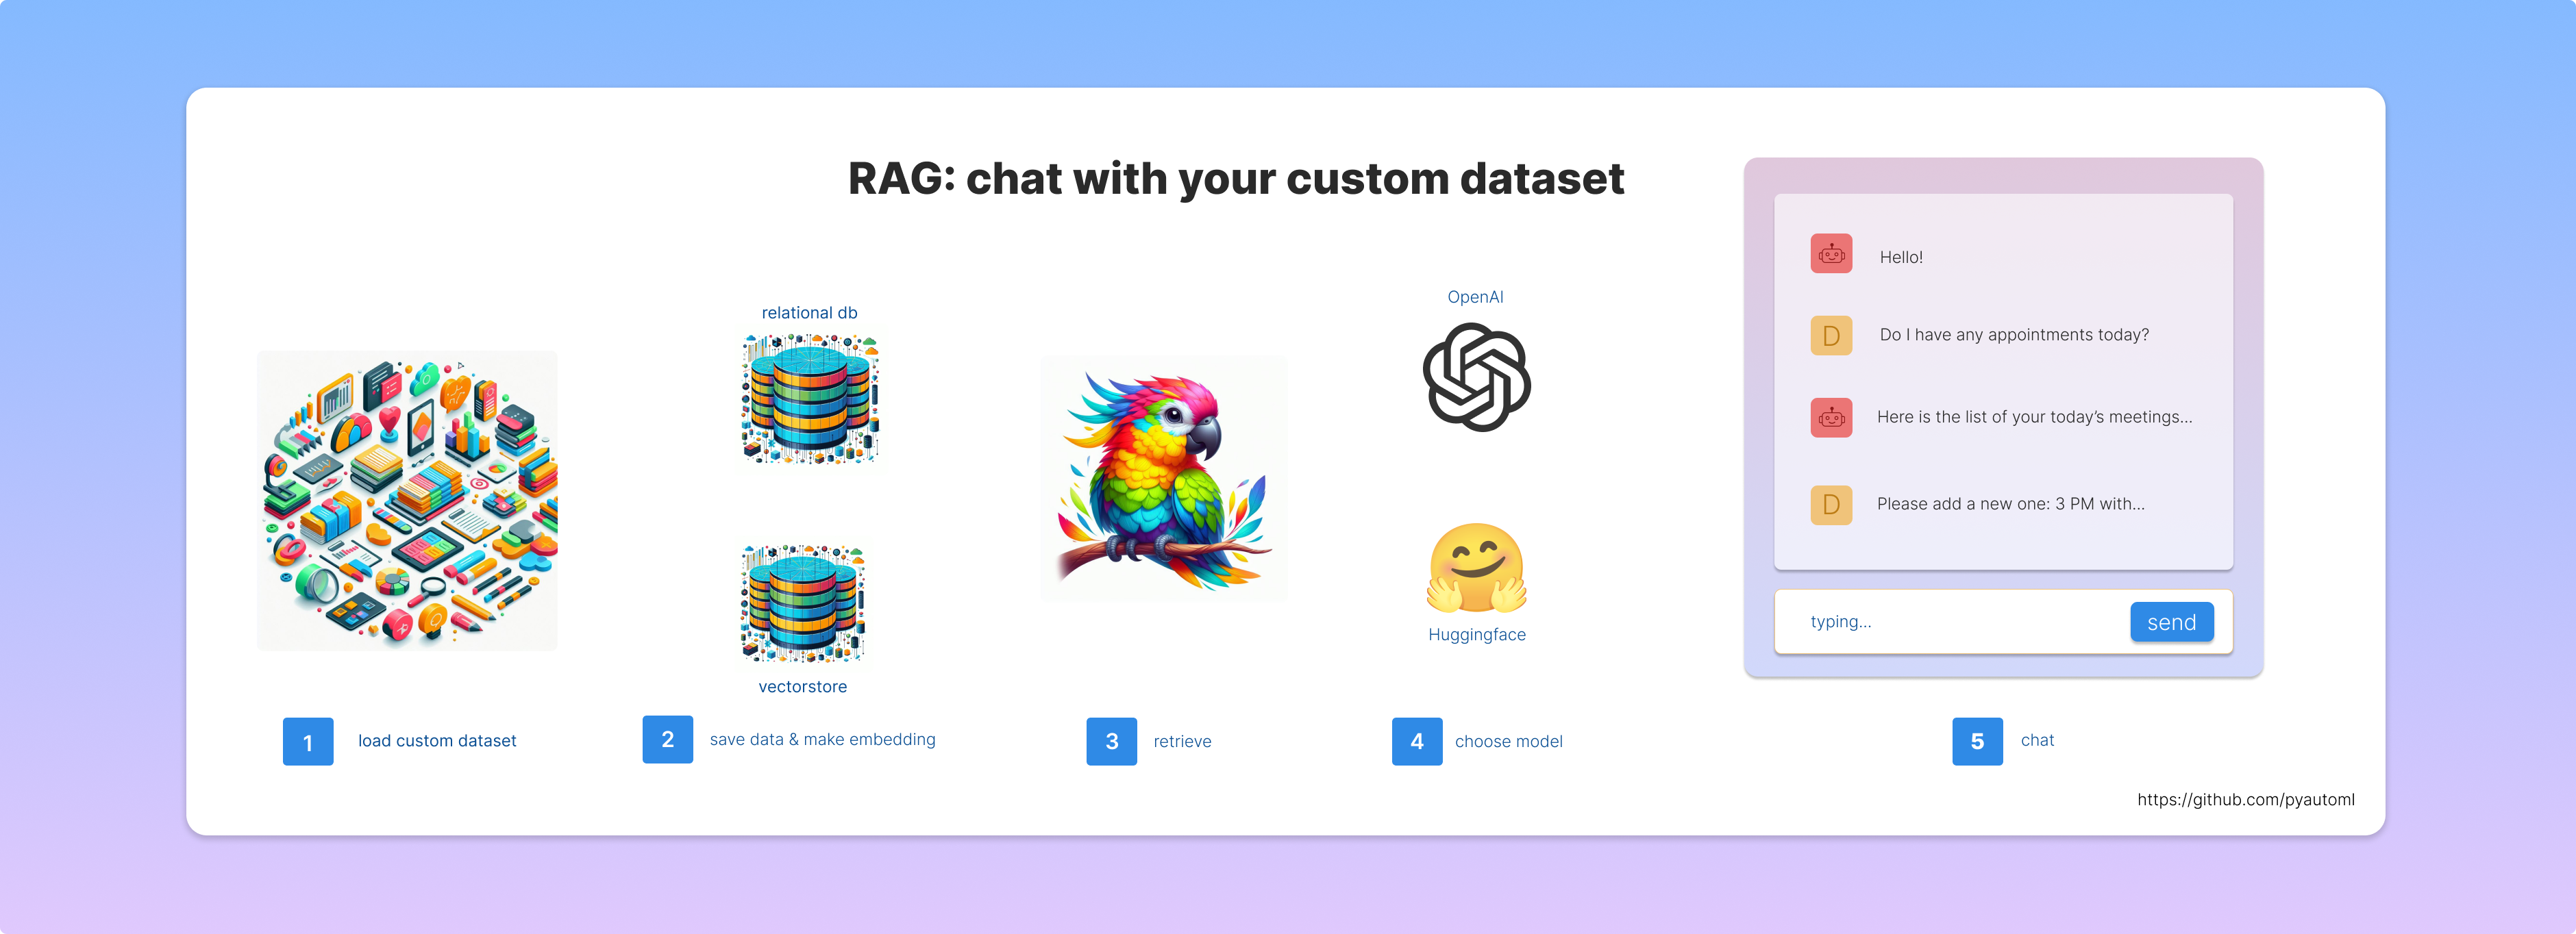 RAG: chat with your custom dataset
relational db
vectorstore
OpenAI
Huggingface
Hello!
D
Do I have any appointments today?
Here is the list of your today’s meetings...
D
Please add a new one: 3 PM with...
typing...
send
1
load custom dataset
2
save data & make embedding
3
retrieve
4
choose model
5
chat
https://github.com/pyautoml